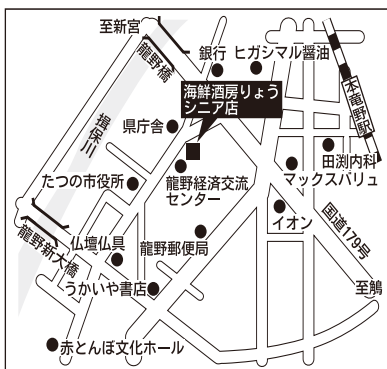 至新宮
龍野橋
銀行
ヒガシマル醤油
海鮮酒房りょう
シニア店
本竜野駅
揖保川
県庁舎
田渕内科
マックスバリュ
たつの市役所
龍野経済交流
センター
イオン
国道179号
龍野新大橋
仏壇仏具
龍野郵便局
うかいや書店
至鵤
赤とんぼ文化ホール